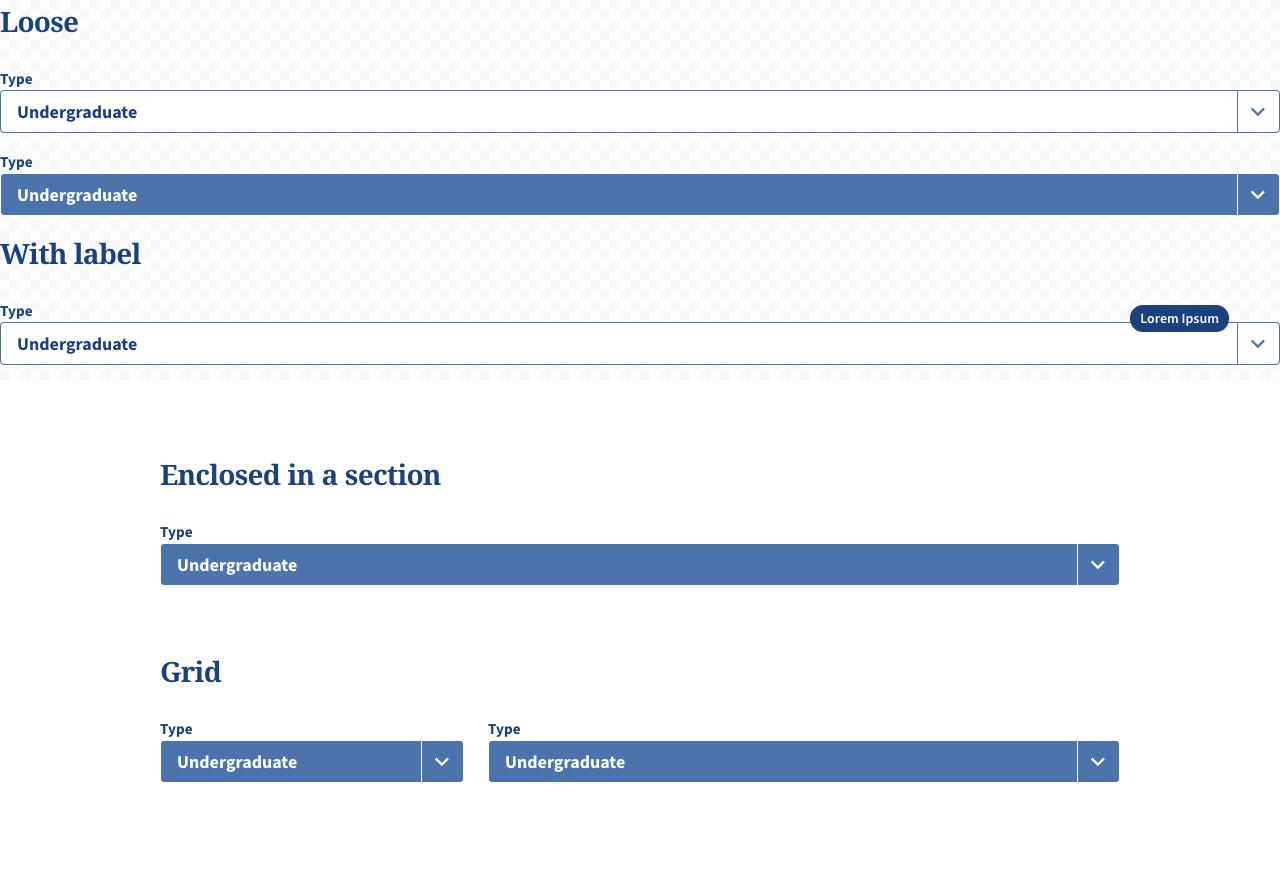 Loose
Type
Undergraduate
Type
Undergraduate
With label
Type
Lorem Ipsum
Undergraduate
Enclosed in a section
Type
Undergraduate
Grid
Type
Undergraduate
Type
Undergraduate